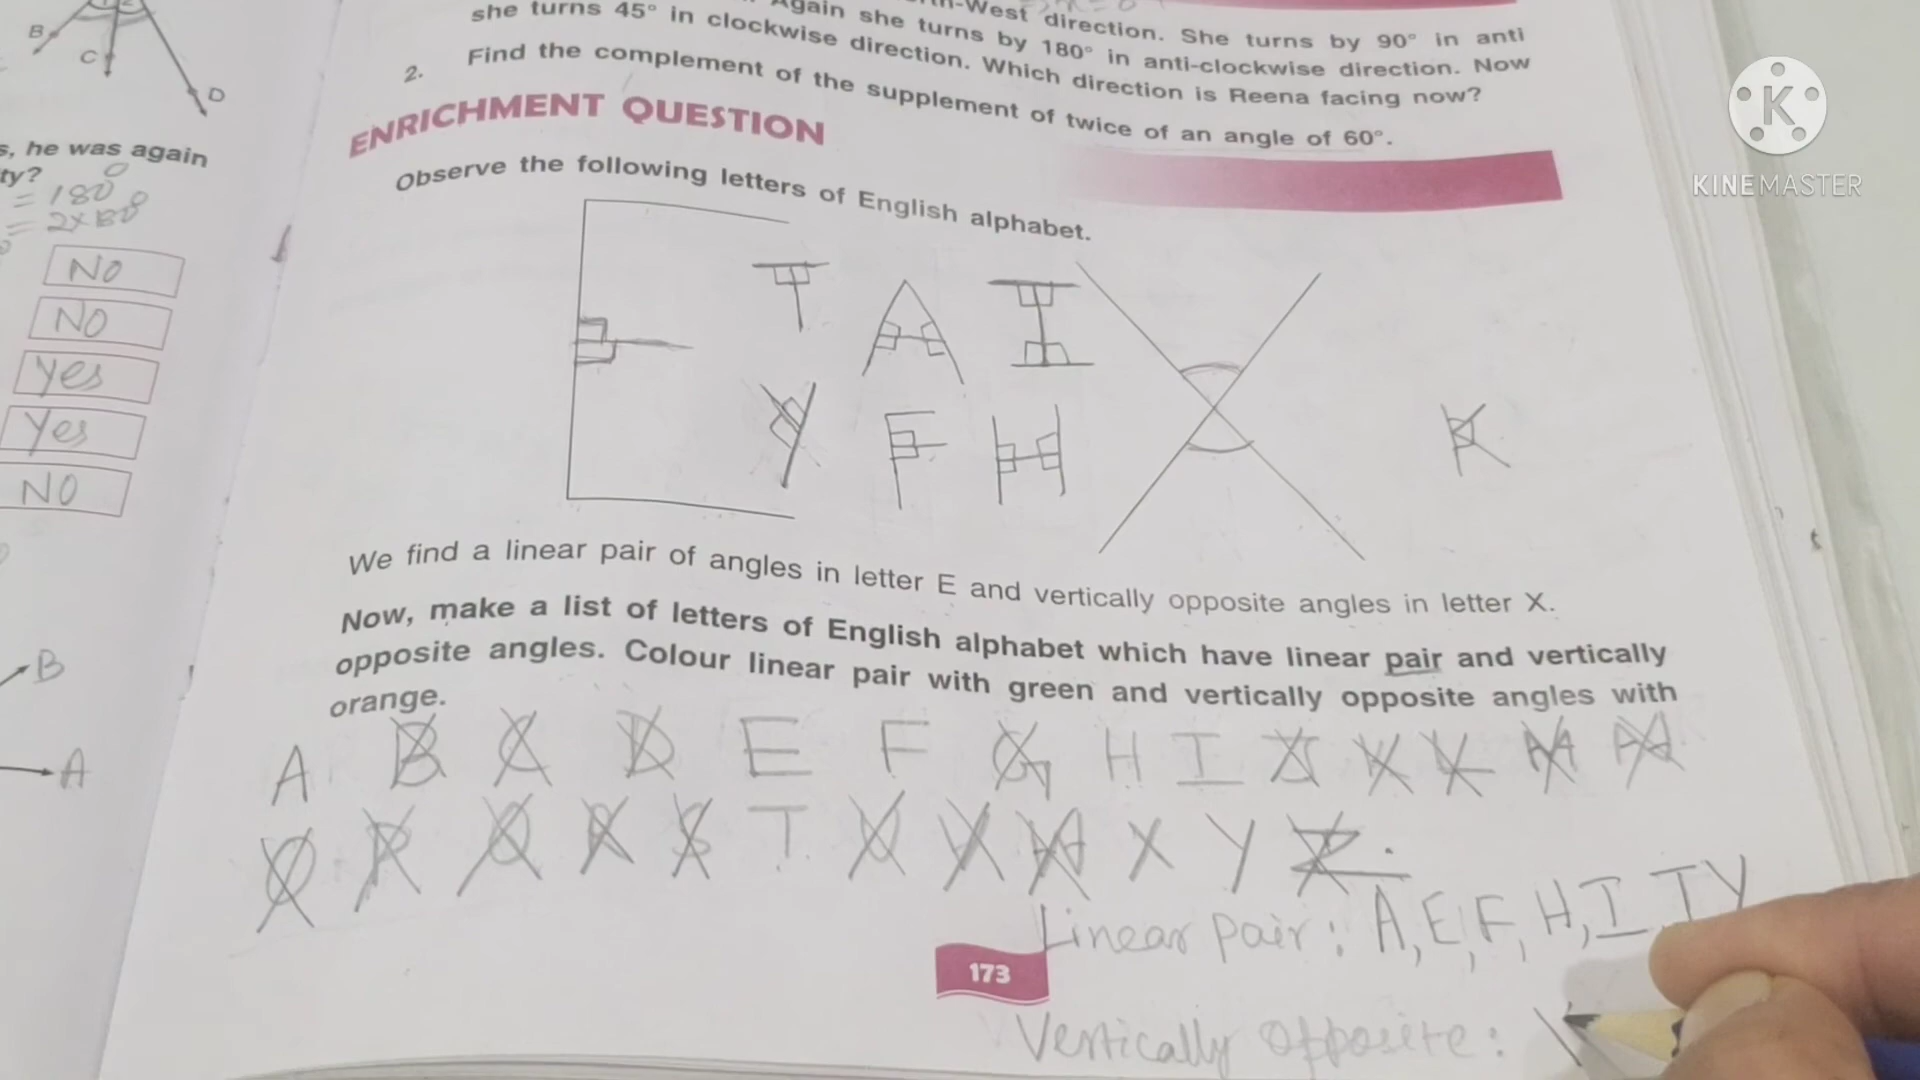 B
C
D
s, he was again
ty?
= 180°
= 2×
NO
NO
Yes
Yes
NO
B
A
-West direction. She turns by 90° in anti
Again she turns by 180° in anti-clockwise direction. Now
she turns 45° in clockwise direction. Which direction is Reena facing now?
2. Find the complement of the supplement of twice of an angle of 60°.
ENRICHMENT QUESTION
Observe the following letters of English alphabet.
E T A I X
Y F H K
We find a linear pair of angles in letter E and vertically opposite angles in letter X.
Now, make a list of letters of English alphabet which have linear pair and vertically
opposite angles. Colour linear pair with green and vertically opposite angles with
orange.
A B C D E F G H I J K L M N
O P Q R S T U V W X Y Z.
Linear pair: A, E, F, H, I, T Y
173
Vertically opposite:
K
KINEMASTER